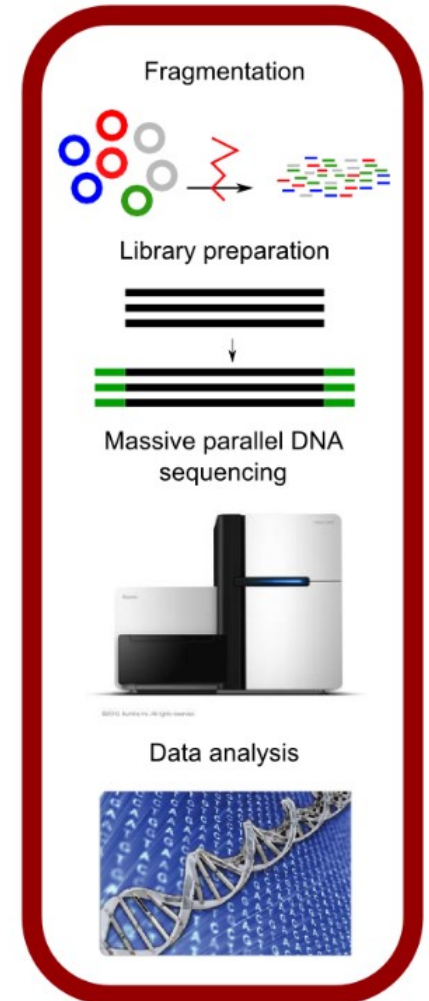 Fragmentation
Library preparation
Massive parallel DNA
sequencing
Data analysis